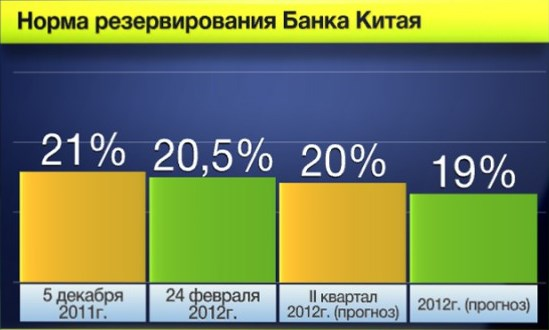 Норма резервирования Банка Китая
21%
20,5%
20%
19%
5 декабря
2011г.
24 февраля
2012г.
II квартал
2012г. (прогноз)
2012г. (прогноз)